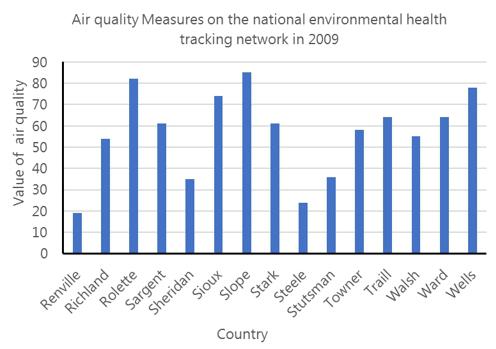 Air quality Measures on the national environmental health
tracking network in 2009
Value of air quality
90
80
70
60
50
40
30
20
10
0
Renville
Richland
Rolette
Sargent
Sheridan
Sioux
Slope
Stark
Steele
Stutsman
Towner
Traill
Walsh
Ward
Wells
Country